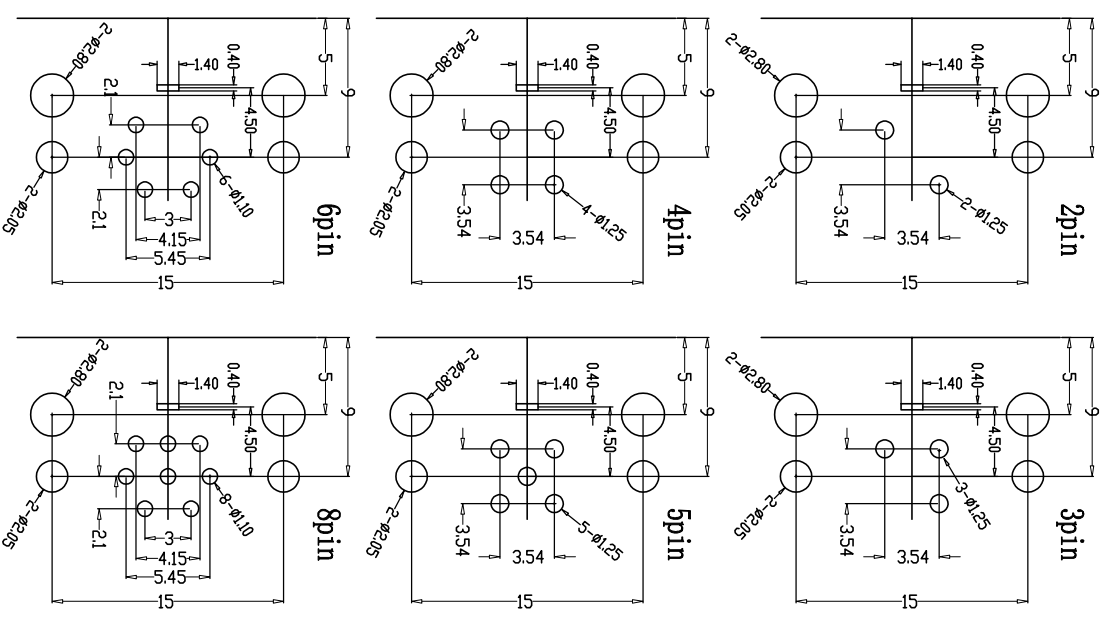 2-ø2.80
0.40
1.40
5
9
2.1
4.50
6-ø1.10
2-ø2.05
2.1
3
4.15
5.45
15
6pin
2-ø2.80
0.40
1.40
5
9
4.50
4-ø1.25
2-ø2.05
3.54
3.54
15
4pin
2-ø2.80
0.40
1.40
5
9
4.50
2-ø1.25
2-ø2.05
3.54
3.54
15
2pin
2-ø2.80
0.40
1.40
5
9
2.1
4.50
8-ø1.10
2-ø2.05
2.1
3
4.15
5.45
15
8pin
2-ø2.80
0.40
1.40
5
9
4.50
5-ø1.25
2-ø2.05
3.54
3.54
15
5pin
2-ø2.80
0.40
1.40
5
9
4.50
3-ø1.25
2-ø2.05
3.54
3.54
15
3pin